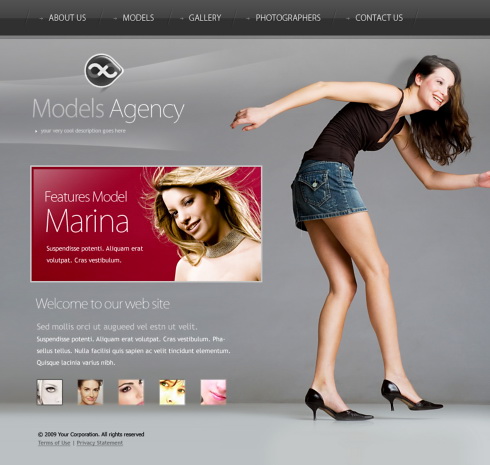 ABOUT US MODELS GALLERY PHOTOGRAPHERS CONTACT US
Models Agency
your very cool description goes here
Features Model
Marina
Suspendisse potenti. Aliquam erat
volutpat. Cras vestibulum.
Welcome to our web site
Sed mollis orci ut augueed vel estn ut velit.
Suspendisse potenti. Aliquam erat volutpat. Cras vestibulum. Pha-
sellus tellus. Nulla facilisi quis sapien ac velit tincidunt elementum.
Quisque lacinia varius nibh.
© 2009 Your Corporation. All rights reserved
Terms of Use | Privacy Statement